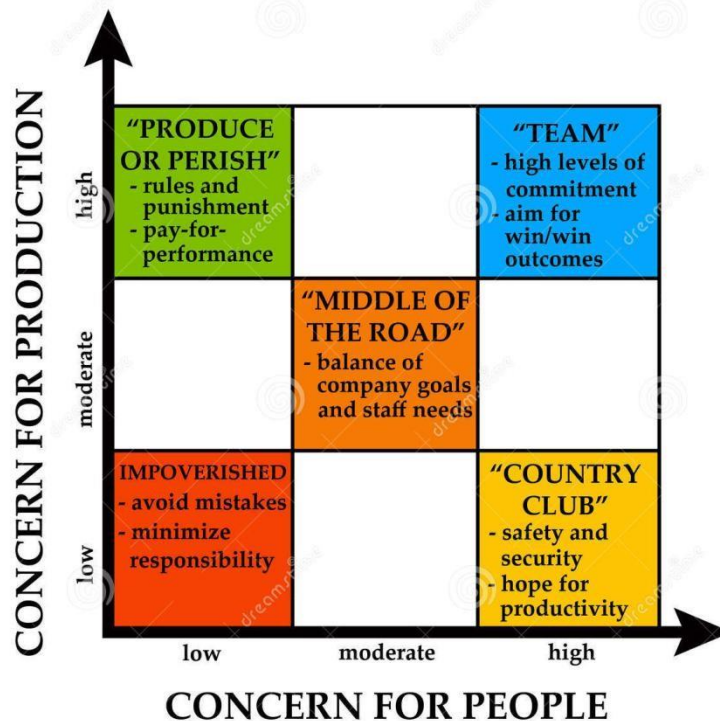 CONCERN FOR PRODUCTION
high
moderate
low
“PRODUCE
OR PERISH”
- rules and
punishment
- pay-for-
performance
“TEAM”
- high levels of
commitment
- aim for
win/win
outcomes
“MIDDLE OF
THE ROAD”
- balance of
company goals
and staff needs
IMPOVERISHED
- avoid mistakes
- minimize
responsibility
“COUNTRY
CLUB”
- safety and
security
- hope for
productivity
low
moderate
high
CONCERN FOR PEOPLE